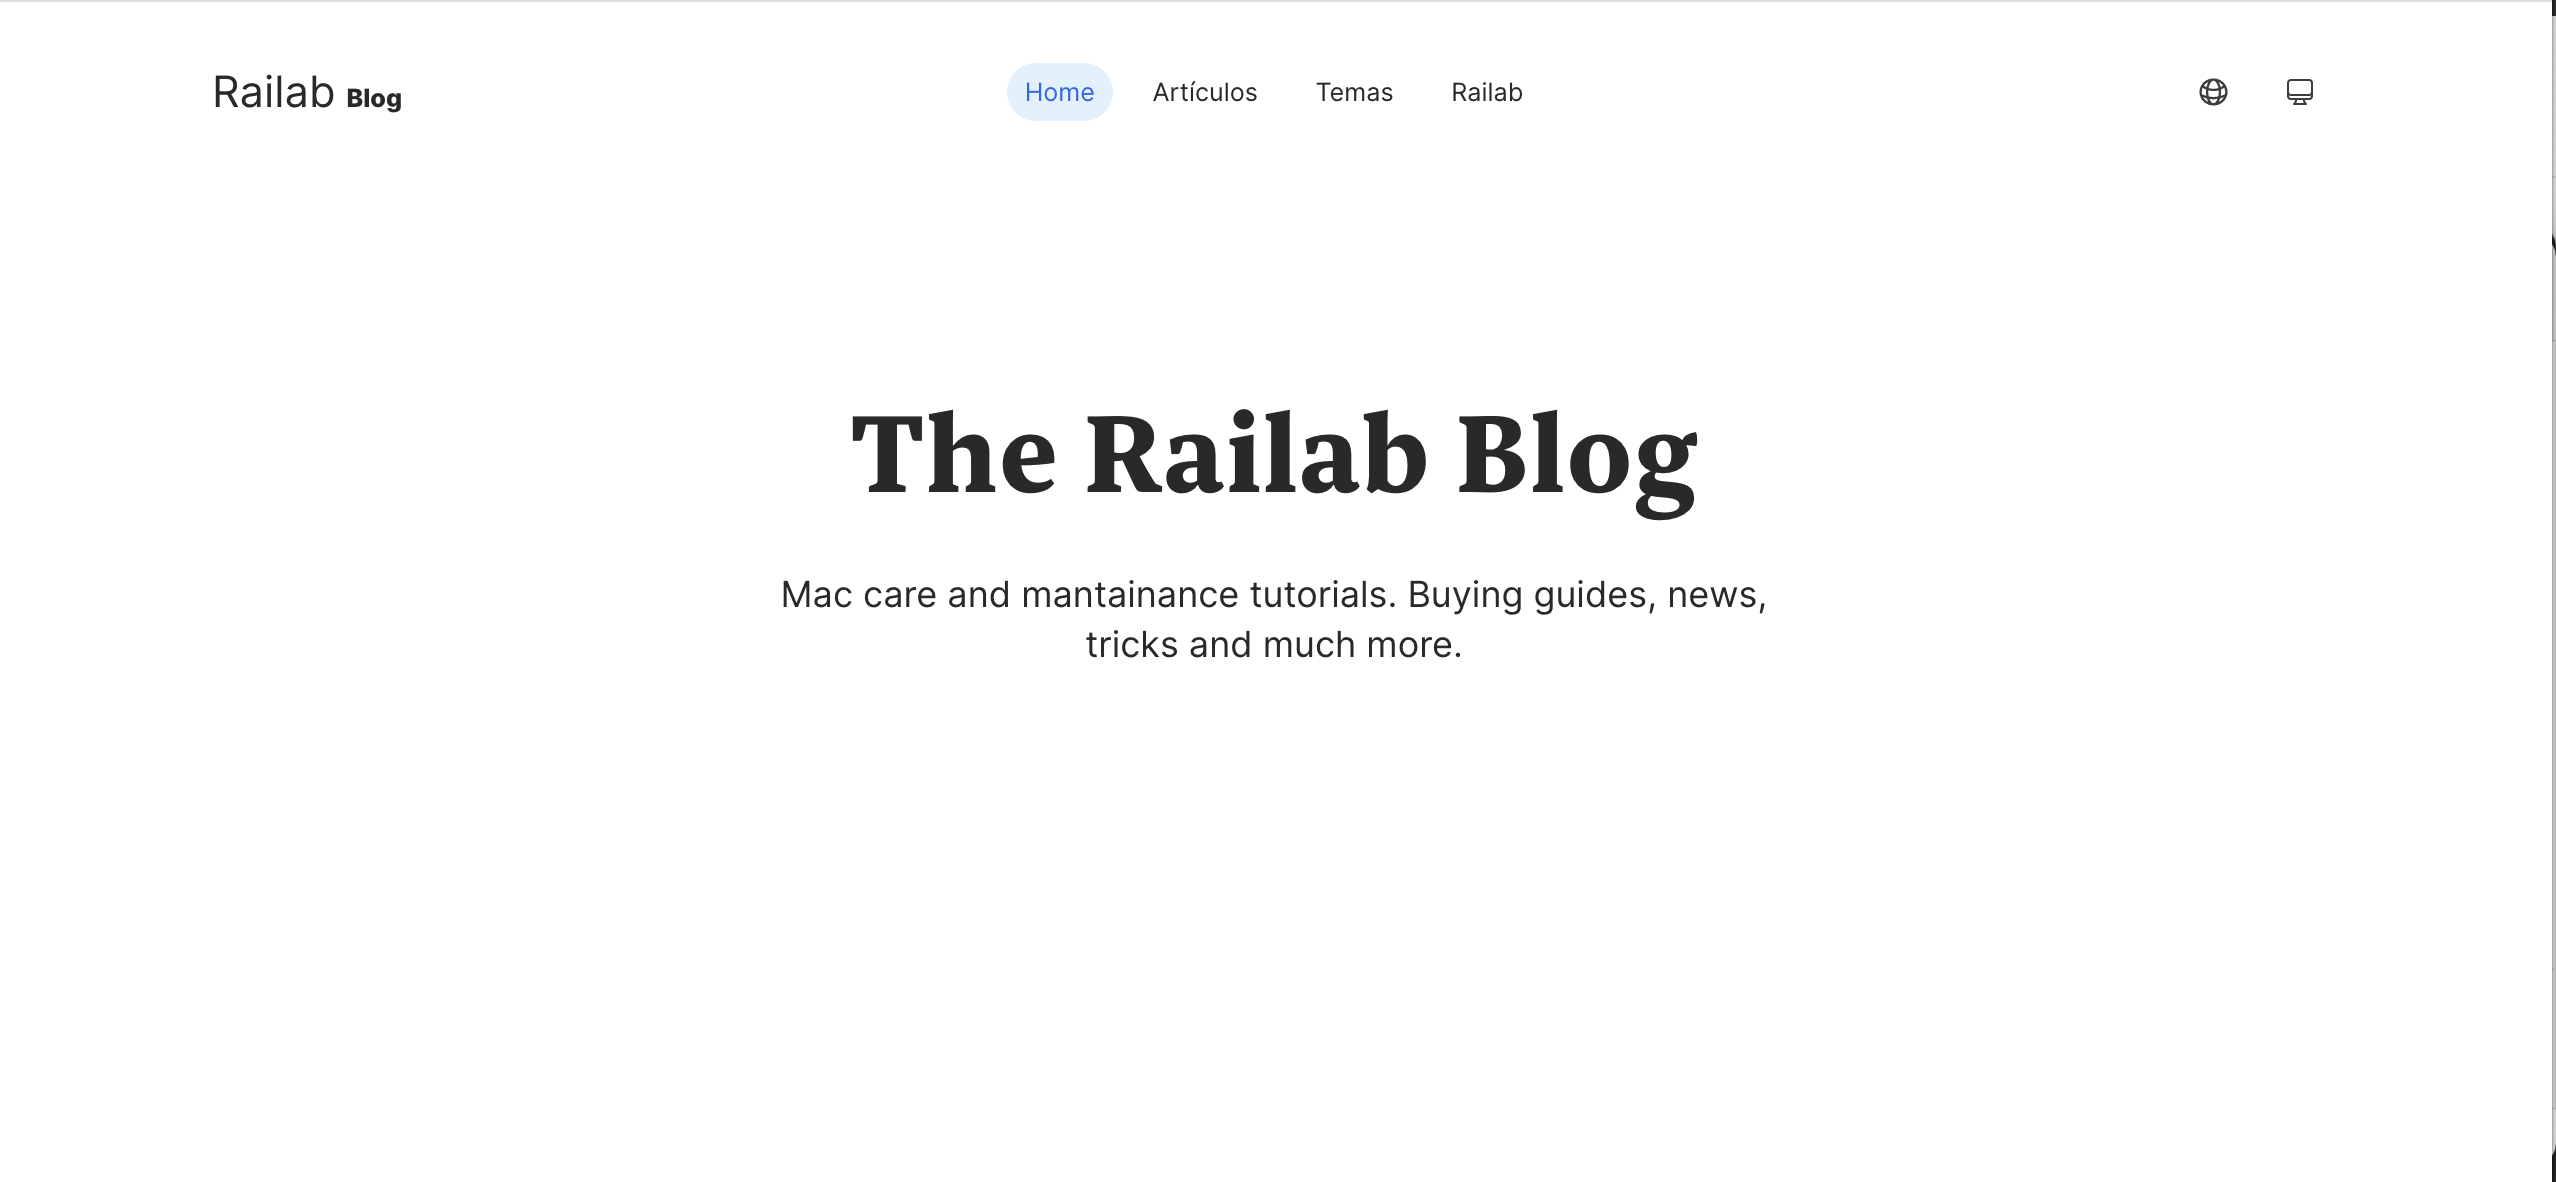 Railab Blog
Home Artículos Temas Railab
The Railab Blog
Mac care and mantainance tutorials. Buying guides, news,
tricks and much more.